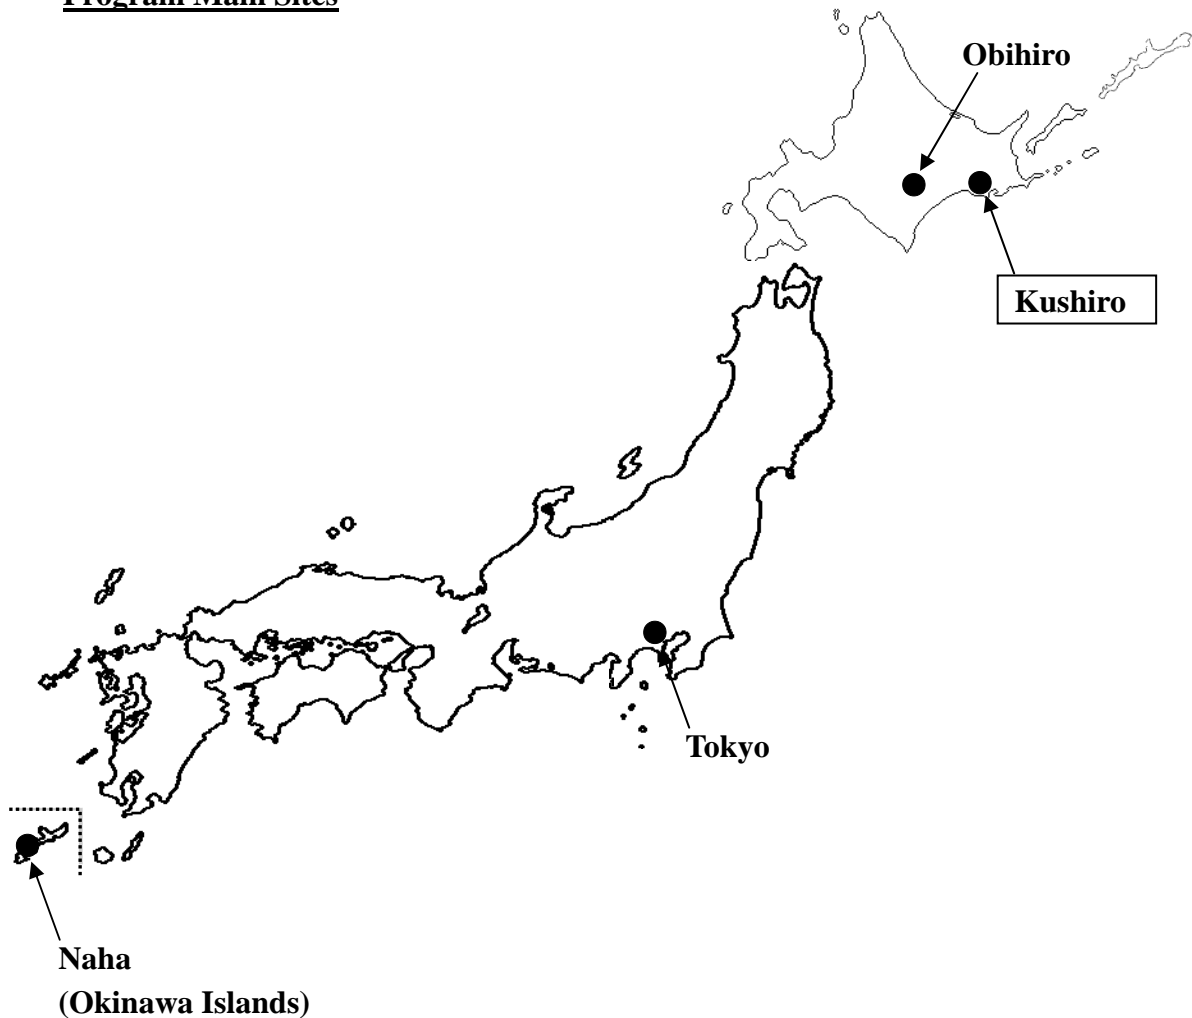 Program Main Sites
Obihiro
Kushiro
Tokyo
Naha
(Okinawa Islands)